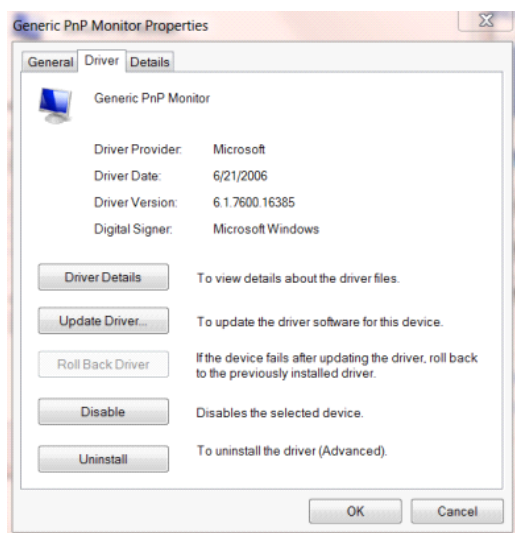 Generic PnP Monitor Properties
General Driver Details
Generic PnP Monitor
Driver Provider: Microsoft
Driver Date: 6/21/2006
Driver Version: 6.1.7600.16385
Digital Signer: Microsoft Windows
Driver Details To view details about the driver files.
Update Driver... To update the driver software for this device.
Roll Back Driver If the device fails after updating the driver, roll back
to the previously installed driver.
Disable Disables the selected device.
Uninstall To uninstall the driver (Advanced).
OK Cancel